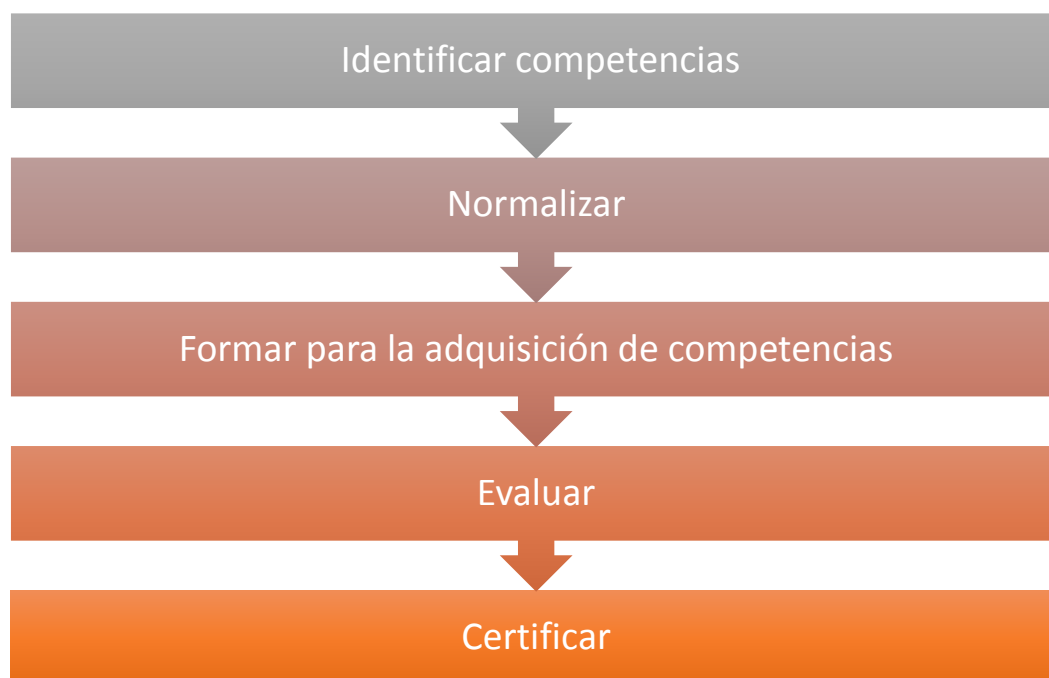 Identificar competencias
Normalizar
Formar para la adquisición de competencias
Evaluar
Certificar